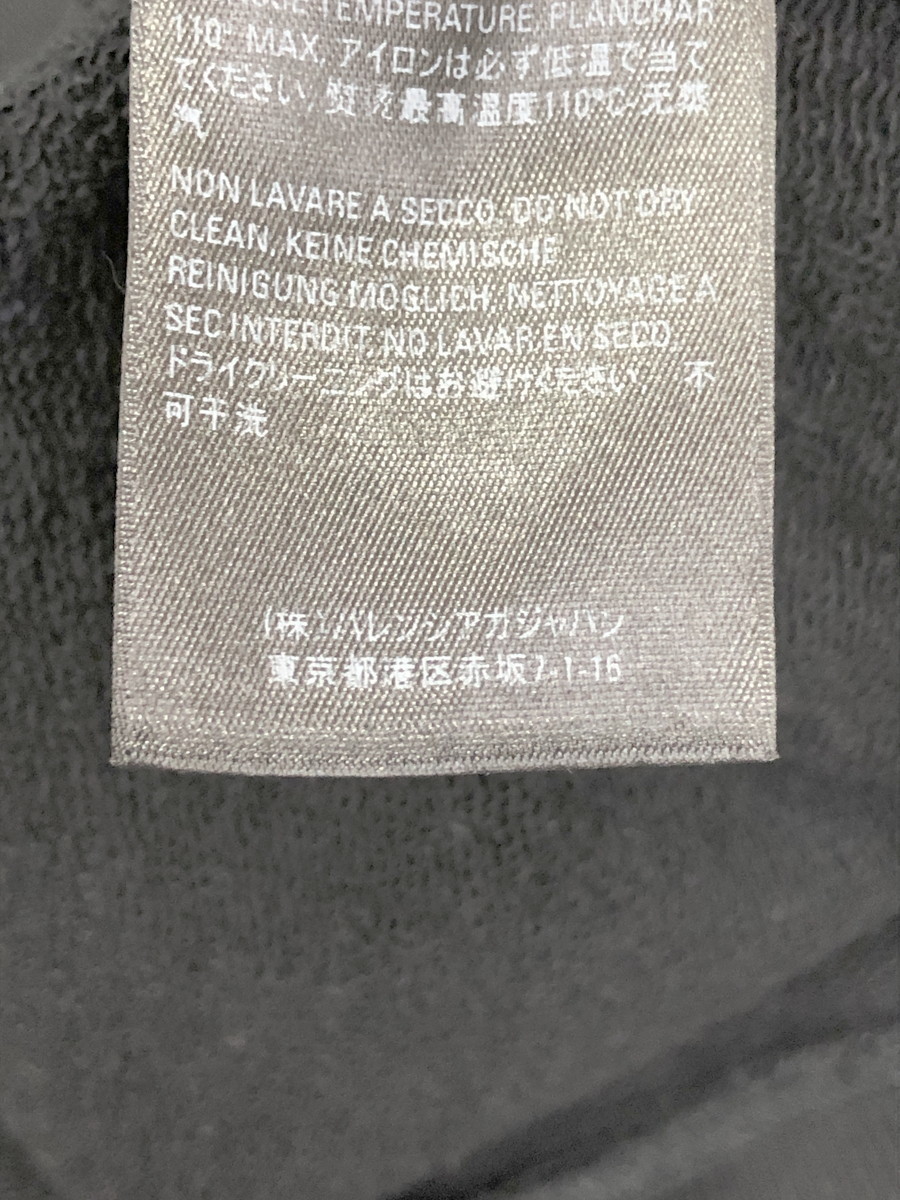 TEMPERATURE. PLANCHAR
110° MAX. アイロンは必ず低温で当て
てください 最高温度110°C 无蒸
汽
NON LAVARE A SECCO. DO NOT DRY
CLEAN. KEINE CHEMISCHE
REINIGUNG MÖGLICH. NETTOYAGE A
SEC INTERDIT. NO LAVAR EN SECO.
ドライクリーニングはお避けください 不
可干洗
(株)バレンシアガジャパン
東京都港区赤坂7-1-16